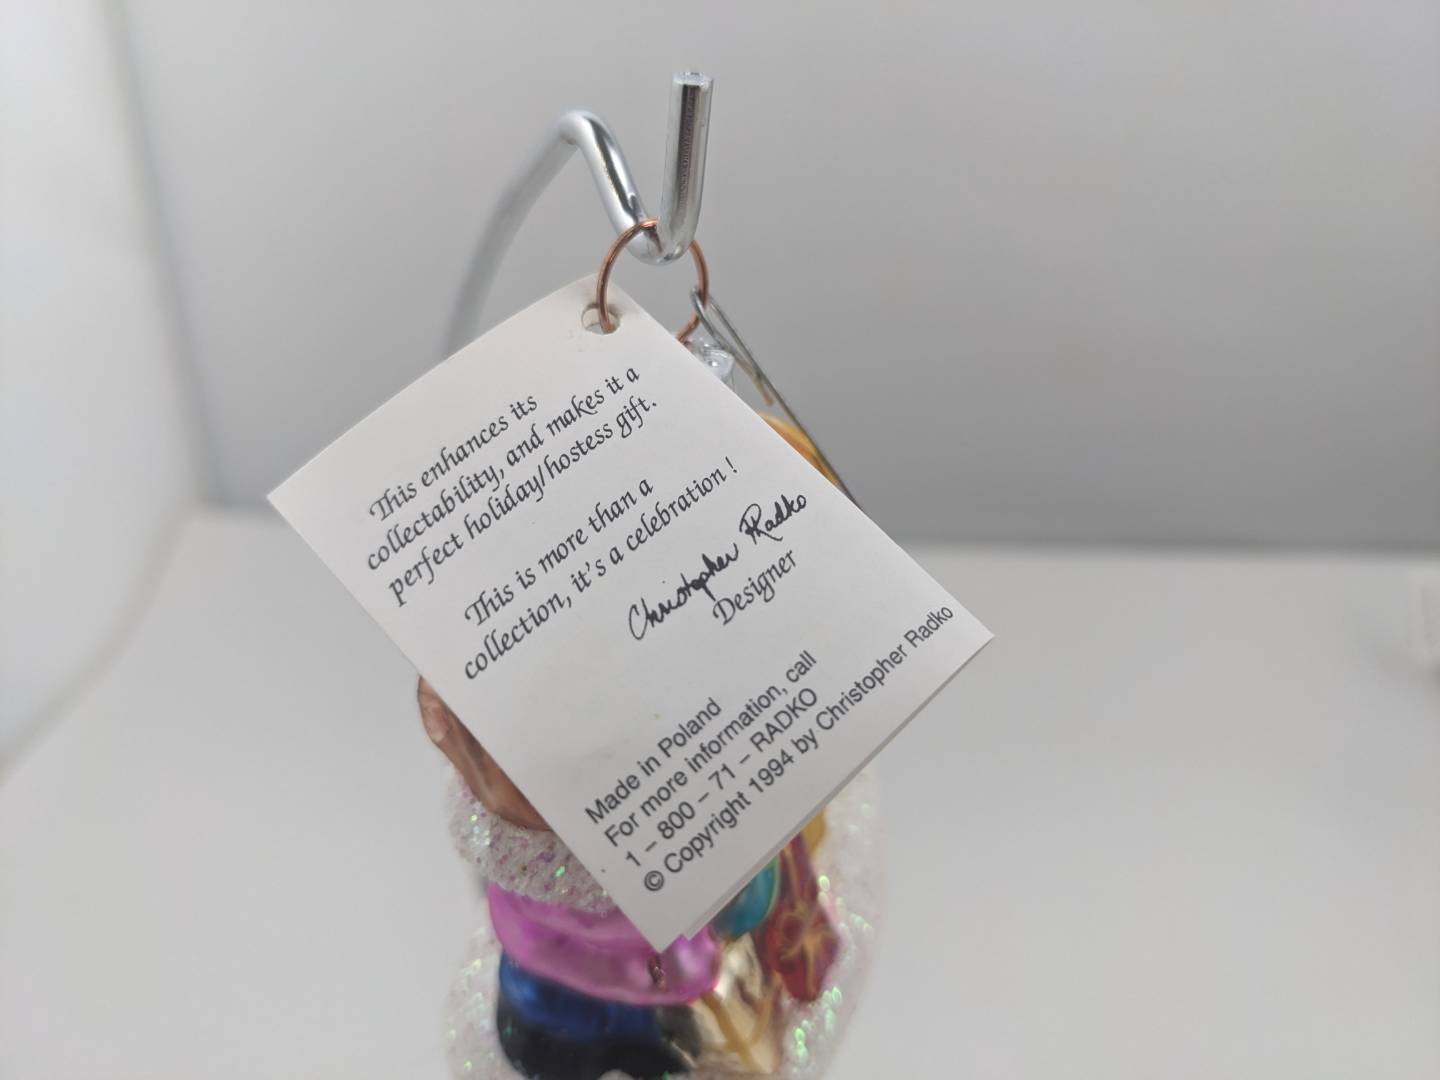 This enhances its
collectability, and makes it a
perfect holiday/hostess gift.
This is more than a
collection, it's a celebration !
Christopher Radko
Designer
Made in Poland
For more information, call
1 – 800 – 71 – RADKO
© Copyright 1994 by Christopher Radko